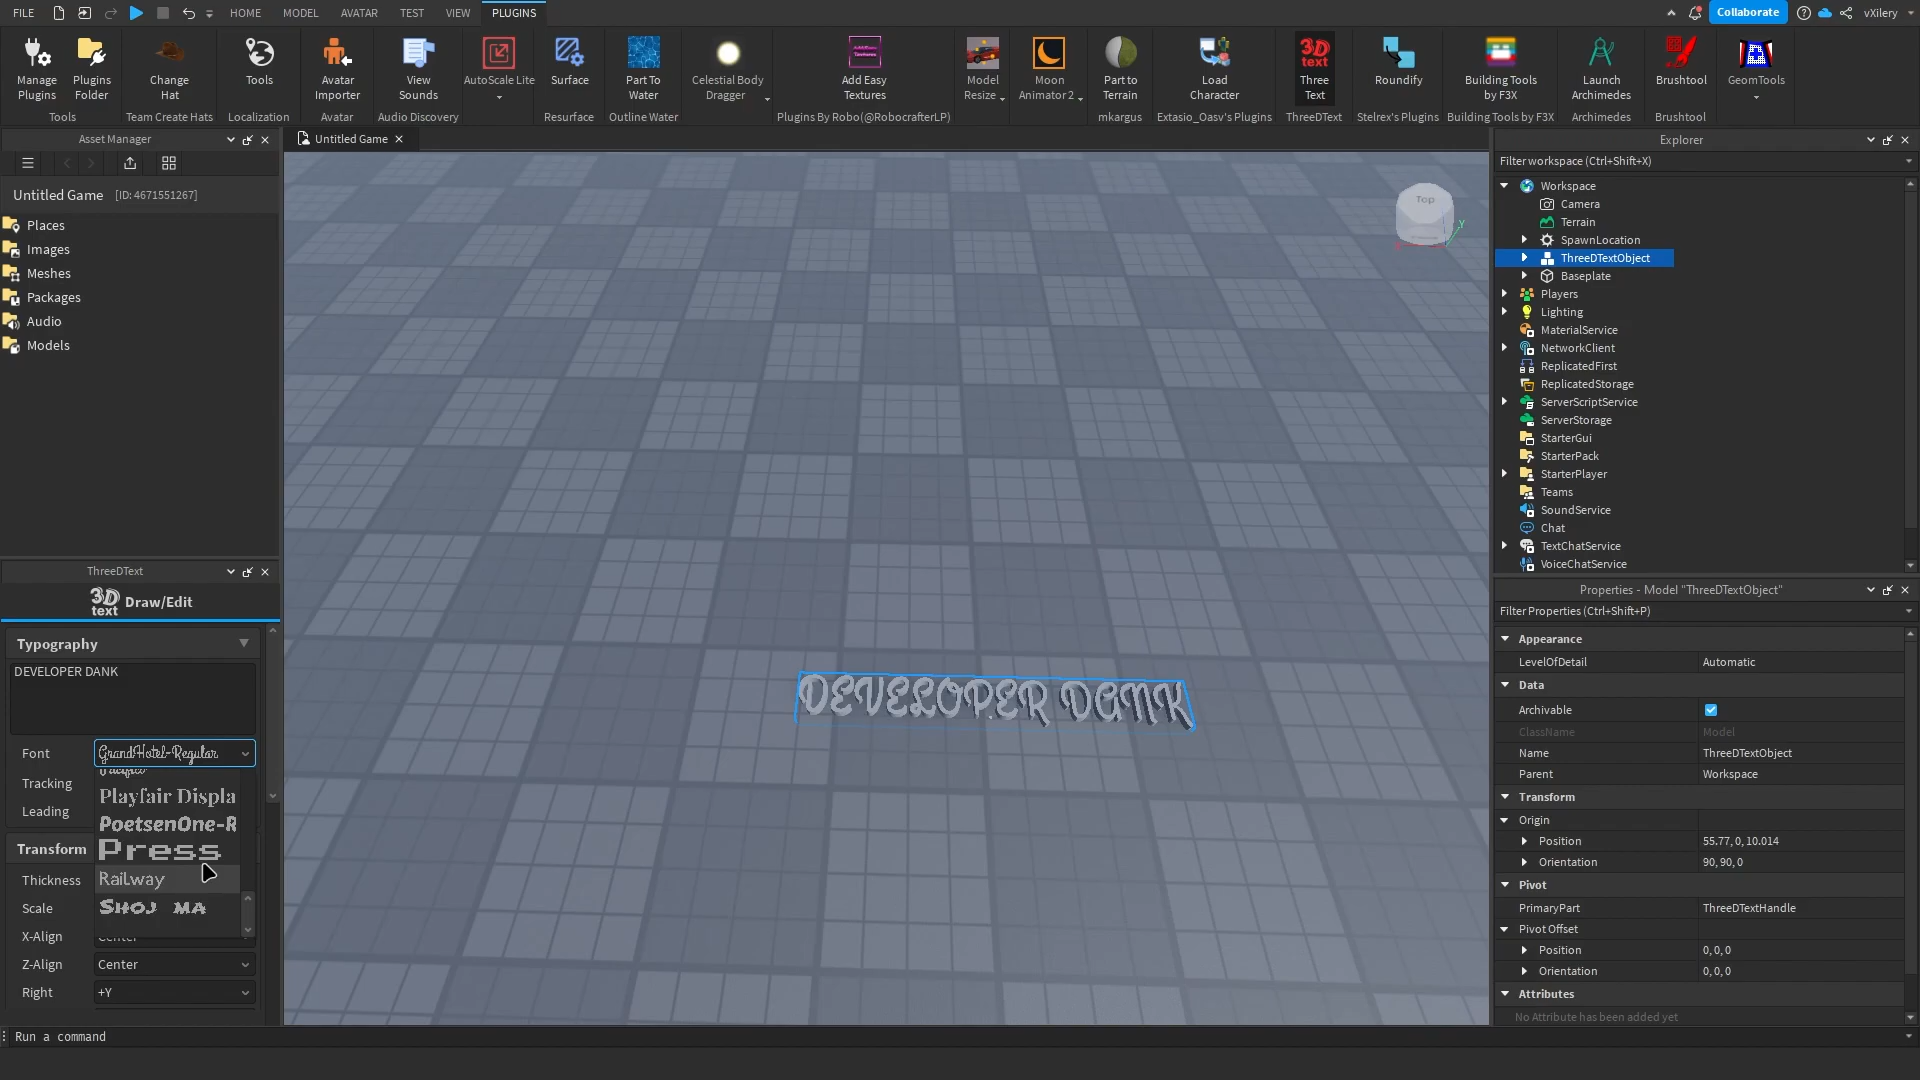 FILE HOME MODEL AVATAR TEST VIEW PLUGINS Collaborate vXilery
Manage Plugins
Plugins Folder
Tools
Change Hat
Team Create Hats
Tools
Localization
Avatar Importer
Avatar
View Sounds
Audio Discovery
AutoScale Lite
Surface
Resurface
Part To Water
Outline Water
Celestial Body Dragger
Add Easy Textures
Plugins By Robo(@RobocrafterLP)
Model Resize
Moon Animator 2
Part to Terrain
mkargus
Load Character
Extasio_Oasv's Plugins
3D text
Three Text
ThreeDText
Roundify
Stelrex's Plugins
Building Tools by F3X
Building Tools by F3X
Launch Archimedes
Archimedes
Brushtool
Brushtool
GeomTools
Asset Manager
Untitled Game [ID: 4671551267]
Places
Images
Meshes
Packages
Audio
Models
ThreeDText
3D text Draw/Edit
Typography
DEVELOPER DANK
Font GrandHotel-Regular
Tracking
Leading
Pacifico
Playfair Displa
PoetsenOne-R
Press
Railway
Shoj ma
Transform
Thickness
Scale
X-Align Center
Z-Align Center
Right +Y
Run a command
Untitled Game
Top
Y
DEVELOPER DANK
Explorer
Filter workspace (Ctrl+Shift+X)
Workspace
Camera
Terrain
SpawnLocation
ThreeDTextObject
Baseplate
Players
Lighting
MaterialService
NetworkClient
ReplicatedFirst
ReplicatedStorage
ServerScriptService
ServerStorage
StarterGui
StarterPack
StarterPlayer
Teams
SoundService
Chat
TextChatService
VoiceChatService
Properties - Model "ThreeDTextObject"
Filter Properties (Ctrl+Shift+P)
Appearance
LevelOfDetail Automatic
Data
Archivable
ClassName Model
Name ThreeDTextObject
Parent Workspace
Transform
Origin
Position 55.77, 0, 10.014
Orientation 90, 90, 0
Pivot
PrimaryPart ThreeDTextHandle
Pivot Offset
Position 0, 0, 0
Orientation 0, 0, 0
Attributes
No Attribute has been added yet